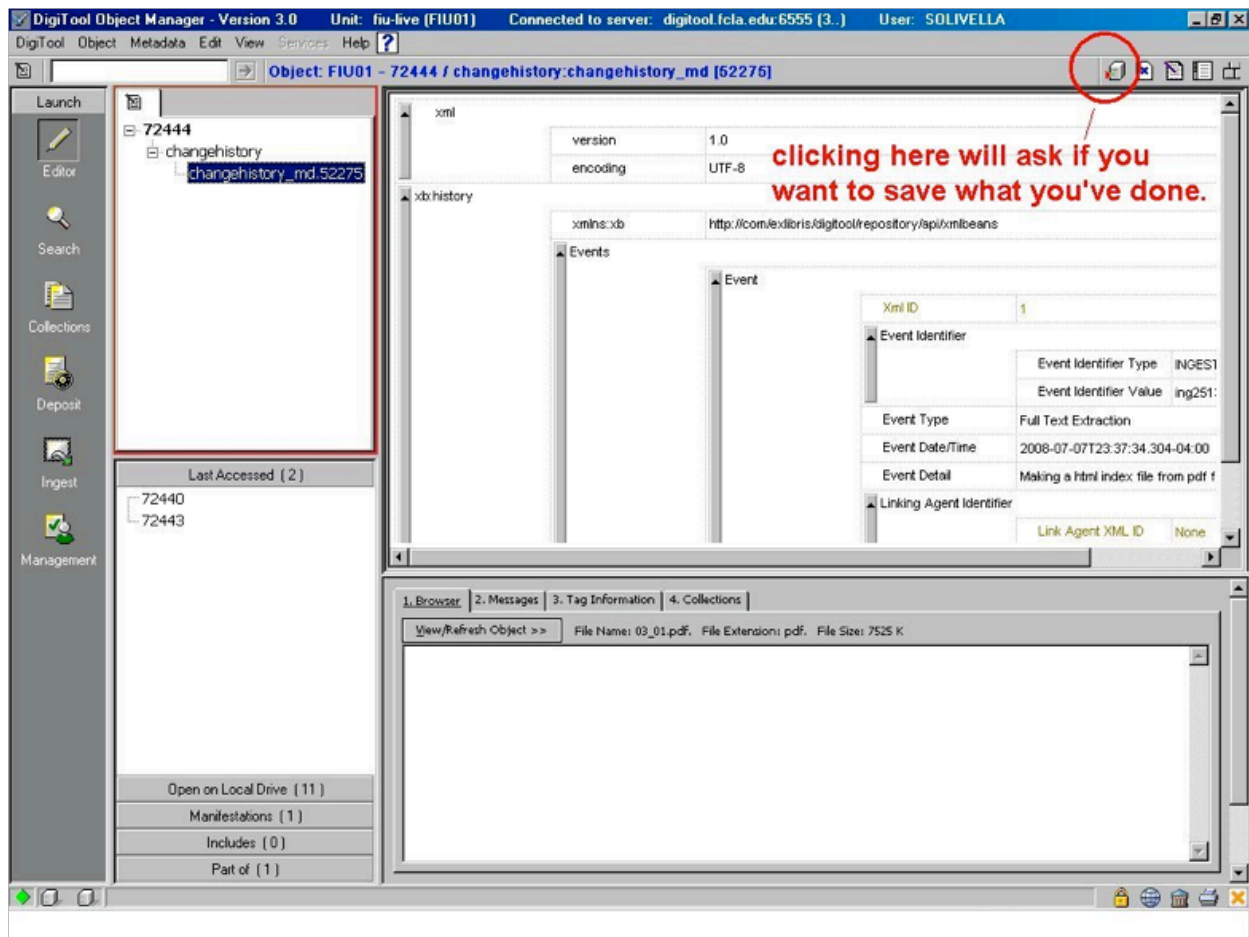 DigiTool Object Manager - Version 3.0 Unit: fiu-live (FIU01) Connected to server: digitool.fcla.edu:6555 (3..) User: SOLIVELLA
DigiTool Object Metadata Edit View Services Help ?
Object: FIU01 - 72444 / changehistory:changehistory_md [52275]
Launch
Editor
Search
Collections
Deposit
Ingest
Management
72444
changehistory
changehistory_md.52275
Last Accessed ( 2 )
72440
72443
Open on Local Drive ( 11 )
Manifestations ( 1 )
Includes ( 0 )
Part of ( 1 )
xml
version 1.0
encoding UTF-8
clicking here will ask if you
want to save what you've done.
xb:history
xmlns:xb http://com/exlibris/digitool/repository/api/xmlbeans
Events
Event
Xml ID 1
Event Identifier
Event Identifier Type INGEST
Event Identifier Value ing251:
Event Type Full Text Extraction
Event Date/Time 2008-07-07T23:37:34.304-04:00
Event Detail Making a html index file from pdf f
Linking Agent Identifier
Link Agent XML ID None
1. Browser 2. Messages 3. Tag Information 4. Collections
View/Refresh Object >> File Name: 03_01.pdf. File Extension: pdf. File Size: 7525 K